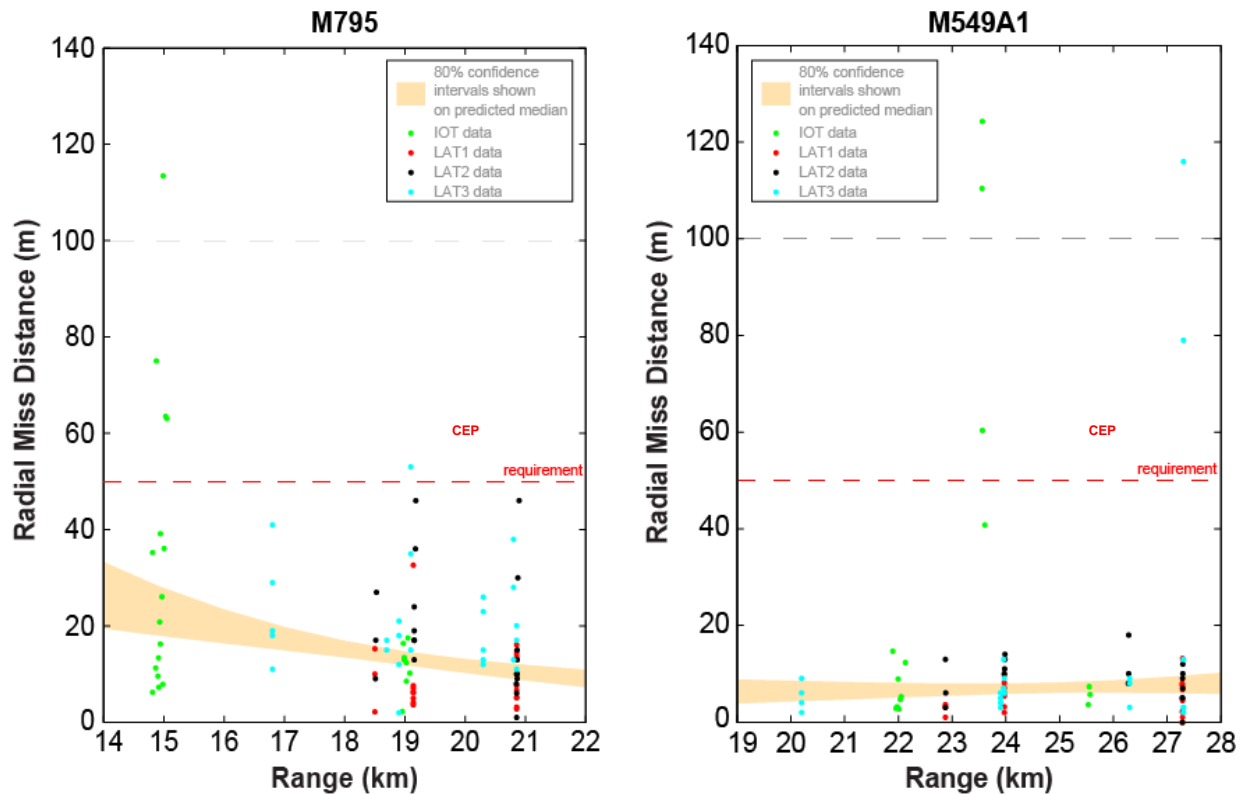 M795
140
120
100
80
60
40
20
0
Radial Miss Distance (m)
80% confidence
intervals shown
on predicted median
IOT data
LAT1 data
LAT2 data
LAT3 data
CEP
requirement
14 15 16 17 18 19 20 21 22
Range (km)
M549A1
140
120
100
80
60
40
20
0
Radial Miss Distance (m)
80% confidence
intervals shown
on predicted median
IOT data
LAT1 data
LAT2 data
LAT3 data
CEP
requirement
19 20 21 22 23 24 25 26 27 28
Range (km)